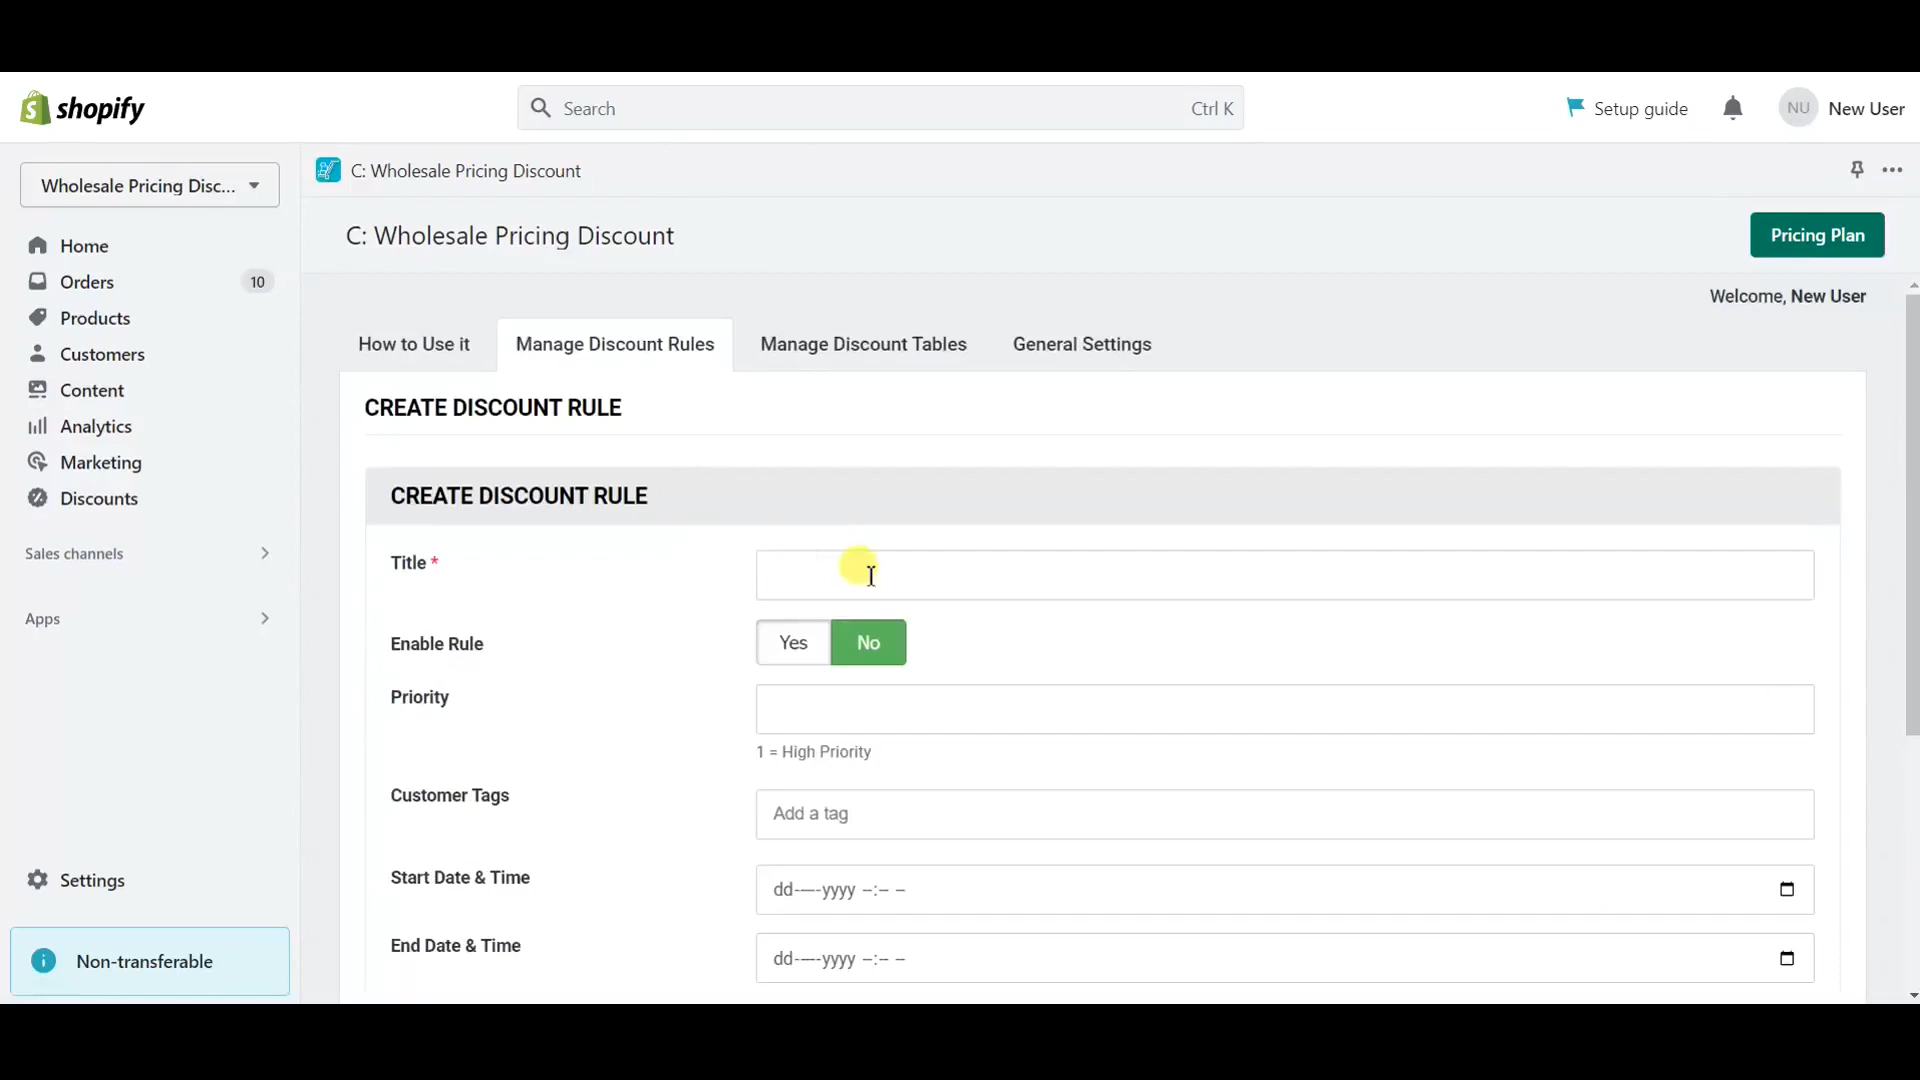 shopify
Search
Ctrl K
Setup guide
NU
New User
Wholesale Pricing Disc...
C: Wholesale Pricing Discount
C: Wholesale Pricing Discount
Pricing Plan
Home
Orders
10
Products
Customers
Content
Analytics
Marketing
Discounts
Sales channels
Apps
Settings
Non-transferable
Welcome, New User
How to Use it
Manage Discount Rules
Manage Discount Tables
General Settings
CREATE DISCOUNT RULE
CREATE DISCOUNT RULE
Title *
Enable Rule
Yes
No
Priority
1 = High Priority
Customer Tags
Add a tag
Start Date & Time
dd-----yyyy --:-- --
End Date & Time
dd-----yyyy --:-- --